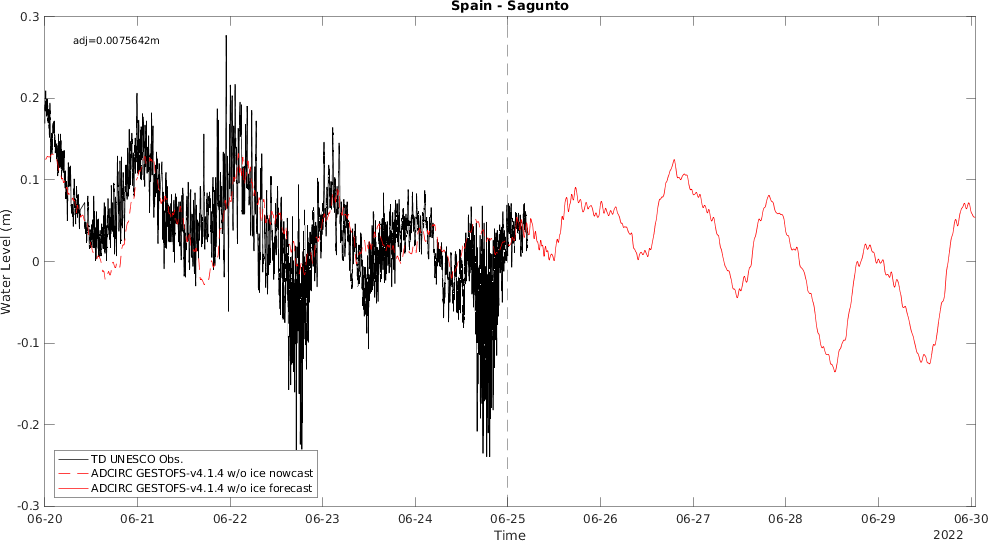 Spain - Sagunto
adj=0.0075642m
0.3
0.2
0.1
0
-0.1
-0.2
-0.3
Water Level (m)
TD UNESCO Obs.
ADCIRC GESTOFS-v4.1.4 w/o ice nowcast
ADCIRC GESTOFS-v4.1.4 w/o ice forecast
06-20 06-21 06-22 06-23 06-24 06-25 06-26 06-27 06-28 06-29 06-30
Time
2022